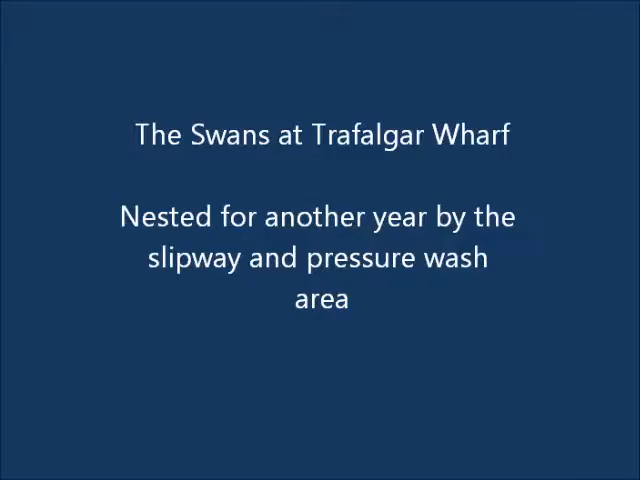 The Swans at Trafalgar Wharf
Nested for another year by the
slipway and pressure wash
area